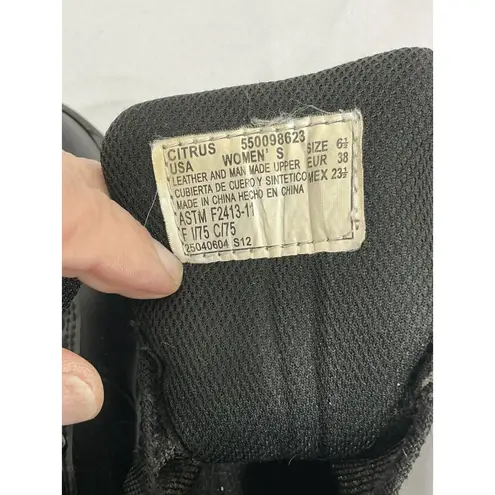 CITRUS 550098623
USA WOMEN'S SIZE 6½
LEATHER AND MAN MADE UPPER EUR 38
CUBIERTA DE CUERO Y SINTETICO MEX 23½
MADE IN CHINA HECHO EN CHINA
ASTM F2413-11
F I/75 C/75
25040604 S12